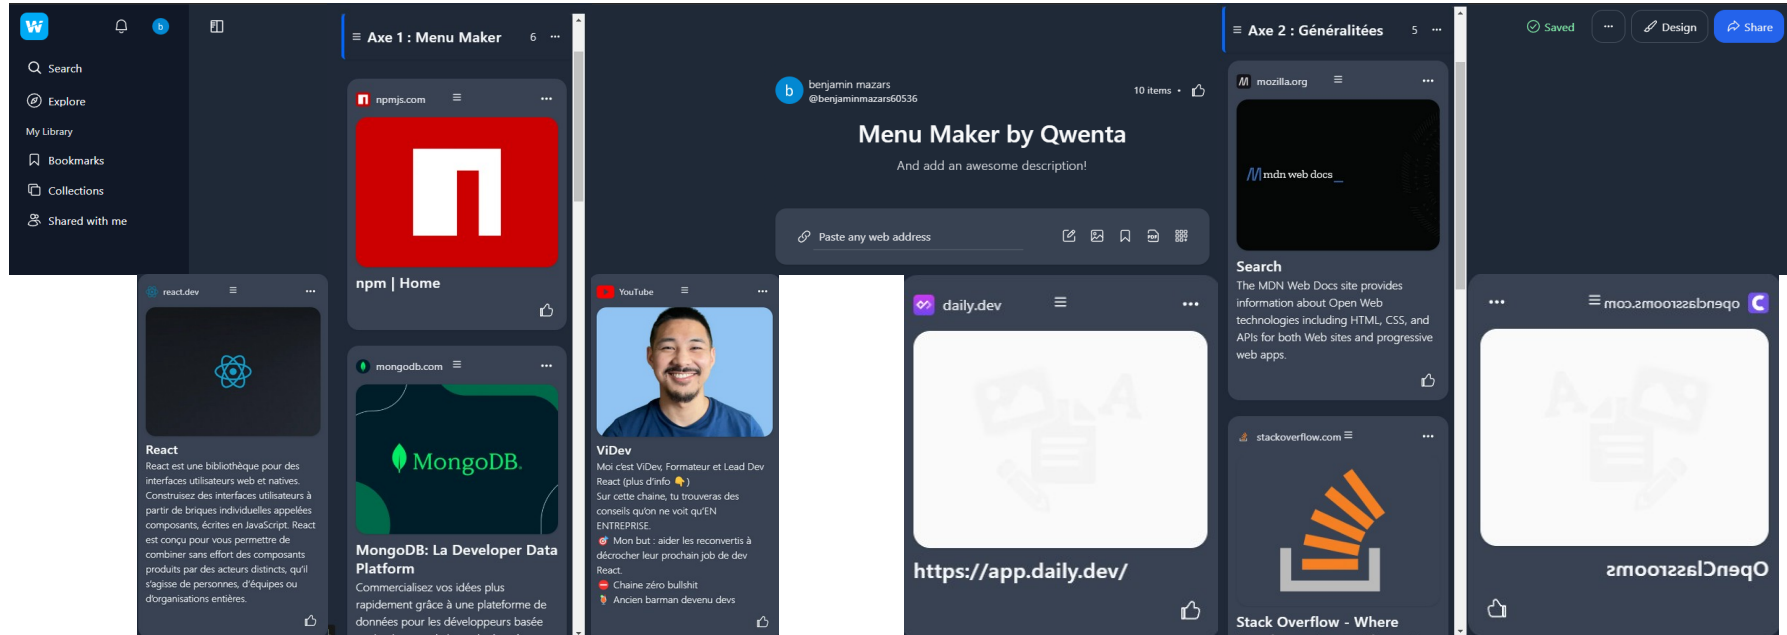 Search
Explore
My Library
Bookmarks
Collections
Shared with me
b
Axe 1 : Menu Maker 6
npmjs.com
npm | Home
mongodb.com
MongoDB.
MongoDB: La Developer Data
Platform
Commercialisez vos idées plus
rapidement grâce à une plateforme de
données pour les développeurs basée
react.dev
React
React est une bibliothèque pour des
interfaces utilisateurs web et natives.
Construisez des interfaces utilisateurs à
partir de briques individuelles appelées
composants, écrites en JavaScript. React
est conçu pour vous permettre de
combiner sans effort des composants
produits par des acteurs distincts, qu'il
s'agisse de personnes, d'équipes ou
d'organisations entières.
YouTube
ViDev
Moi c'est ViDev, Formateur et Lead Dev
React (plus d'info 👇)
Sur cette chaine, tu trouveras des
conseils qu'on ne voit qu'EN
ENTREPRISE.
🎯 Mon but : aider les reconvertis à
décrocher leur prochain job de dev
React.
⛔ Chaine zéro bullshit
🍹 Ancien barman devenu devs
b
benjamin mazars
@benjaminmazars60536
10 items •
Menu Maker by Qwenta
And add an awesome description!
Paste any web address
PDF
daily.dev
https://app.daily.dev/
Axe 2 : Généralitées 5
mozilla.org
mdn web docs_
Search
The MDN Web Docs site provides
information about Open Web
technologies including HTML, CSS, and
APIs for both Web sites and progressive
web apps.
stackoverflow.com
Stack Overflow - Where
Saved
Design
Share
openclassrooms.com
OpenClassrooms